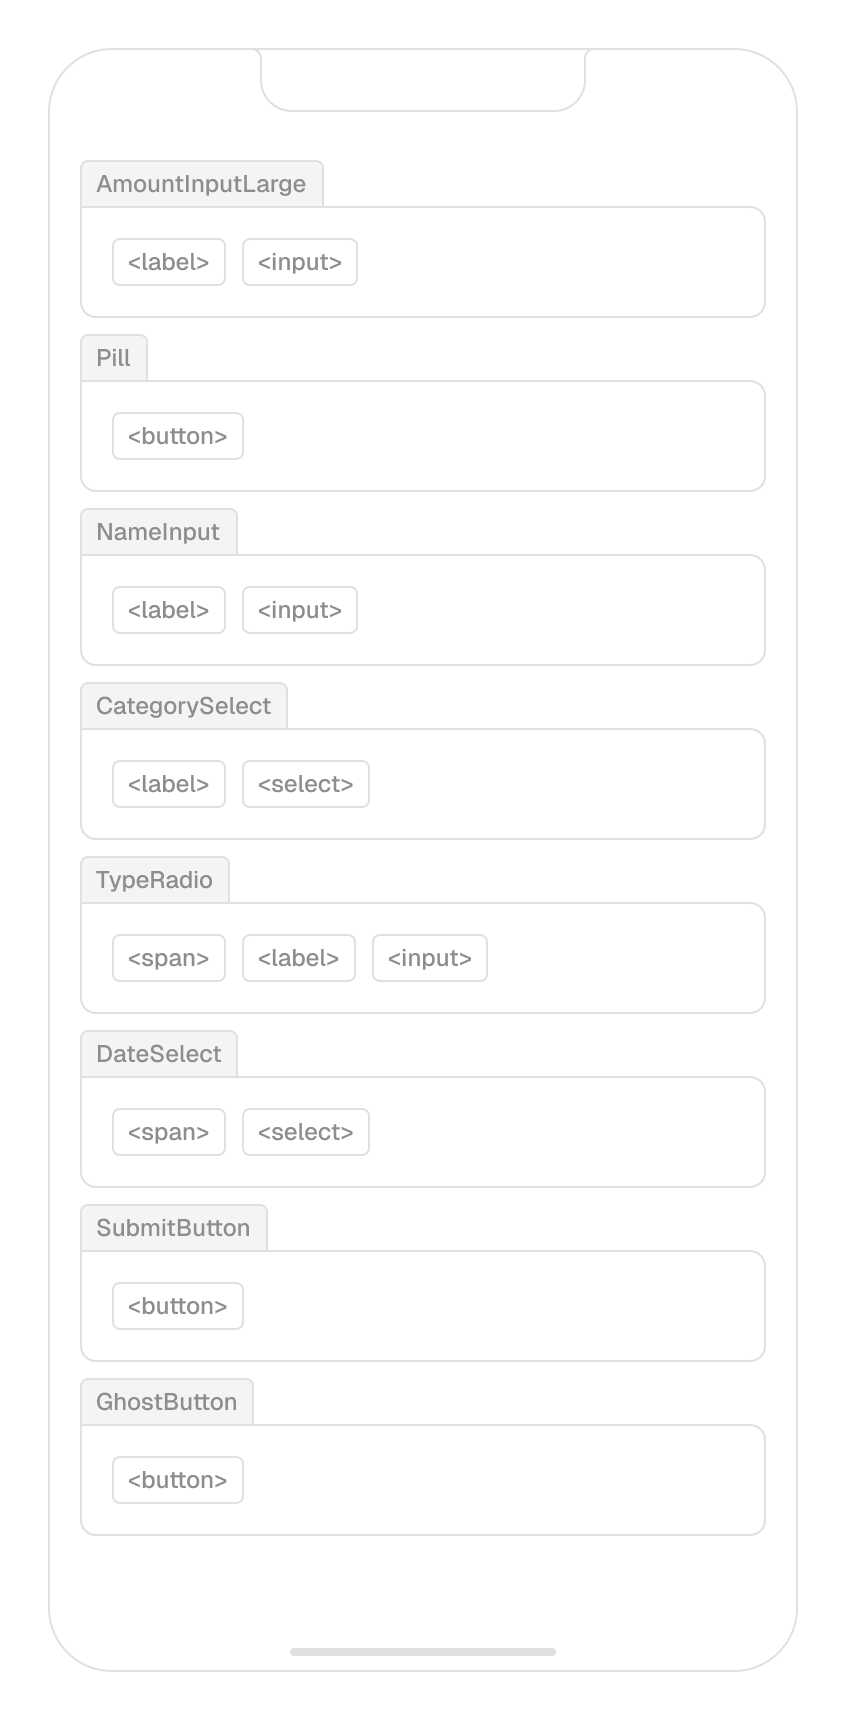 AmountInputLarge
<label> <input>
Pill
<button>
NameInput
<label> <input>
CategorySelect
<label> <select>
TypeRadio
<span> <label> <input>
DateSelect
<span> <select>
SubmitButton
<button>
GhostButton
<button>